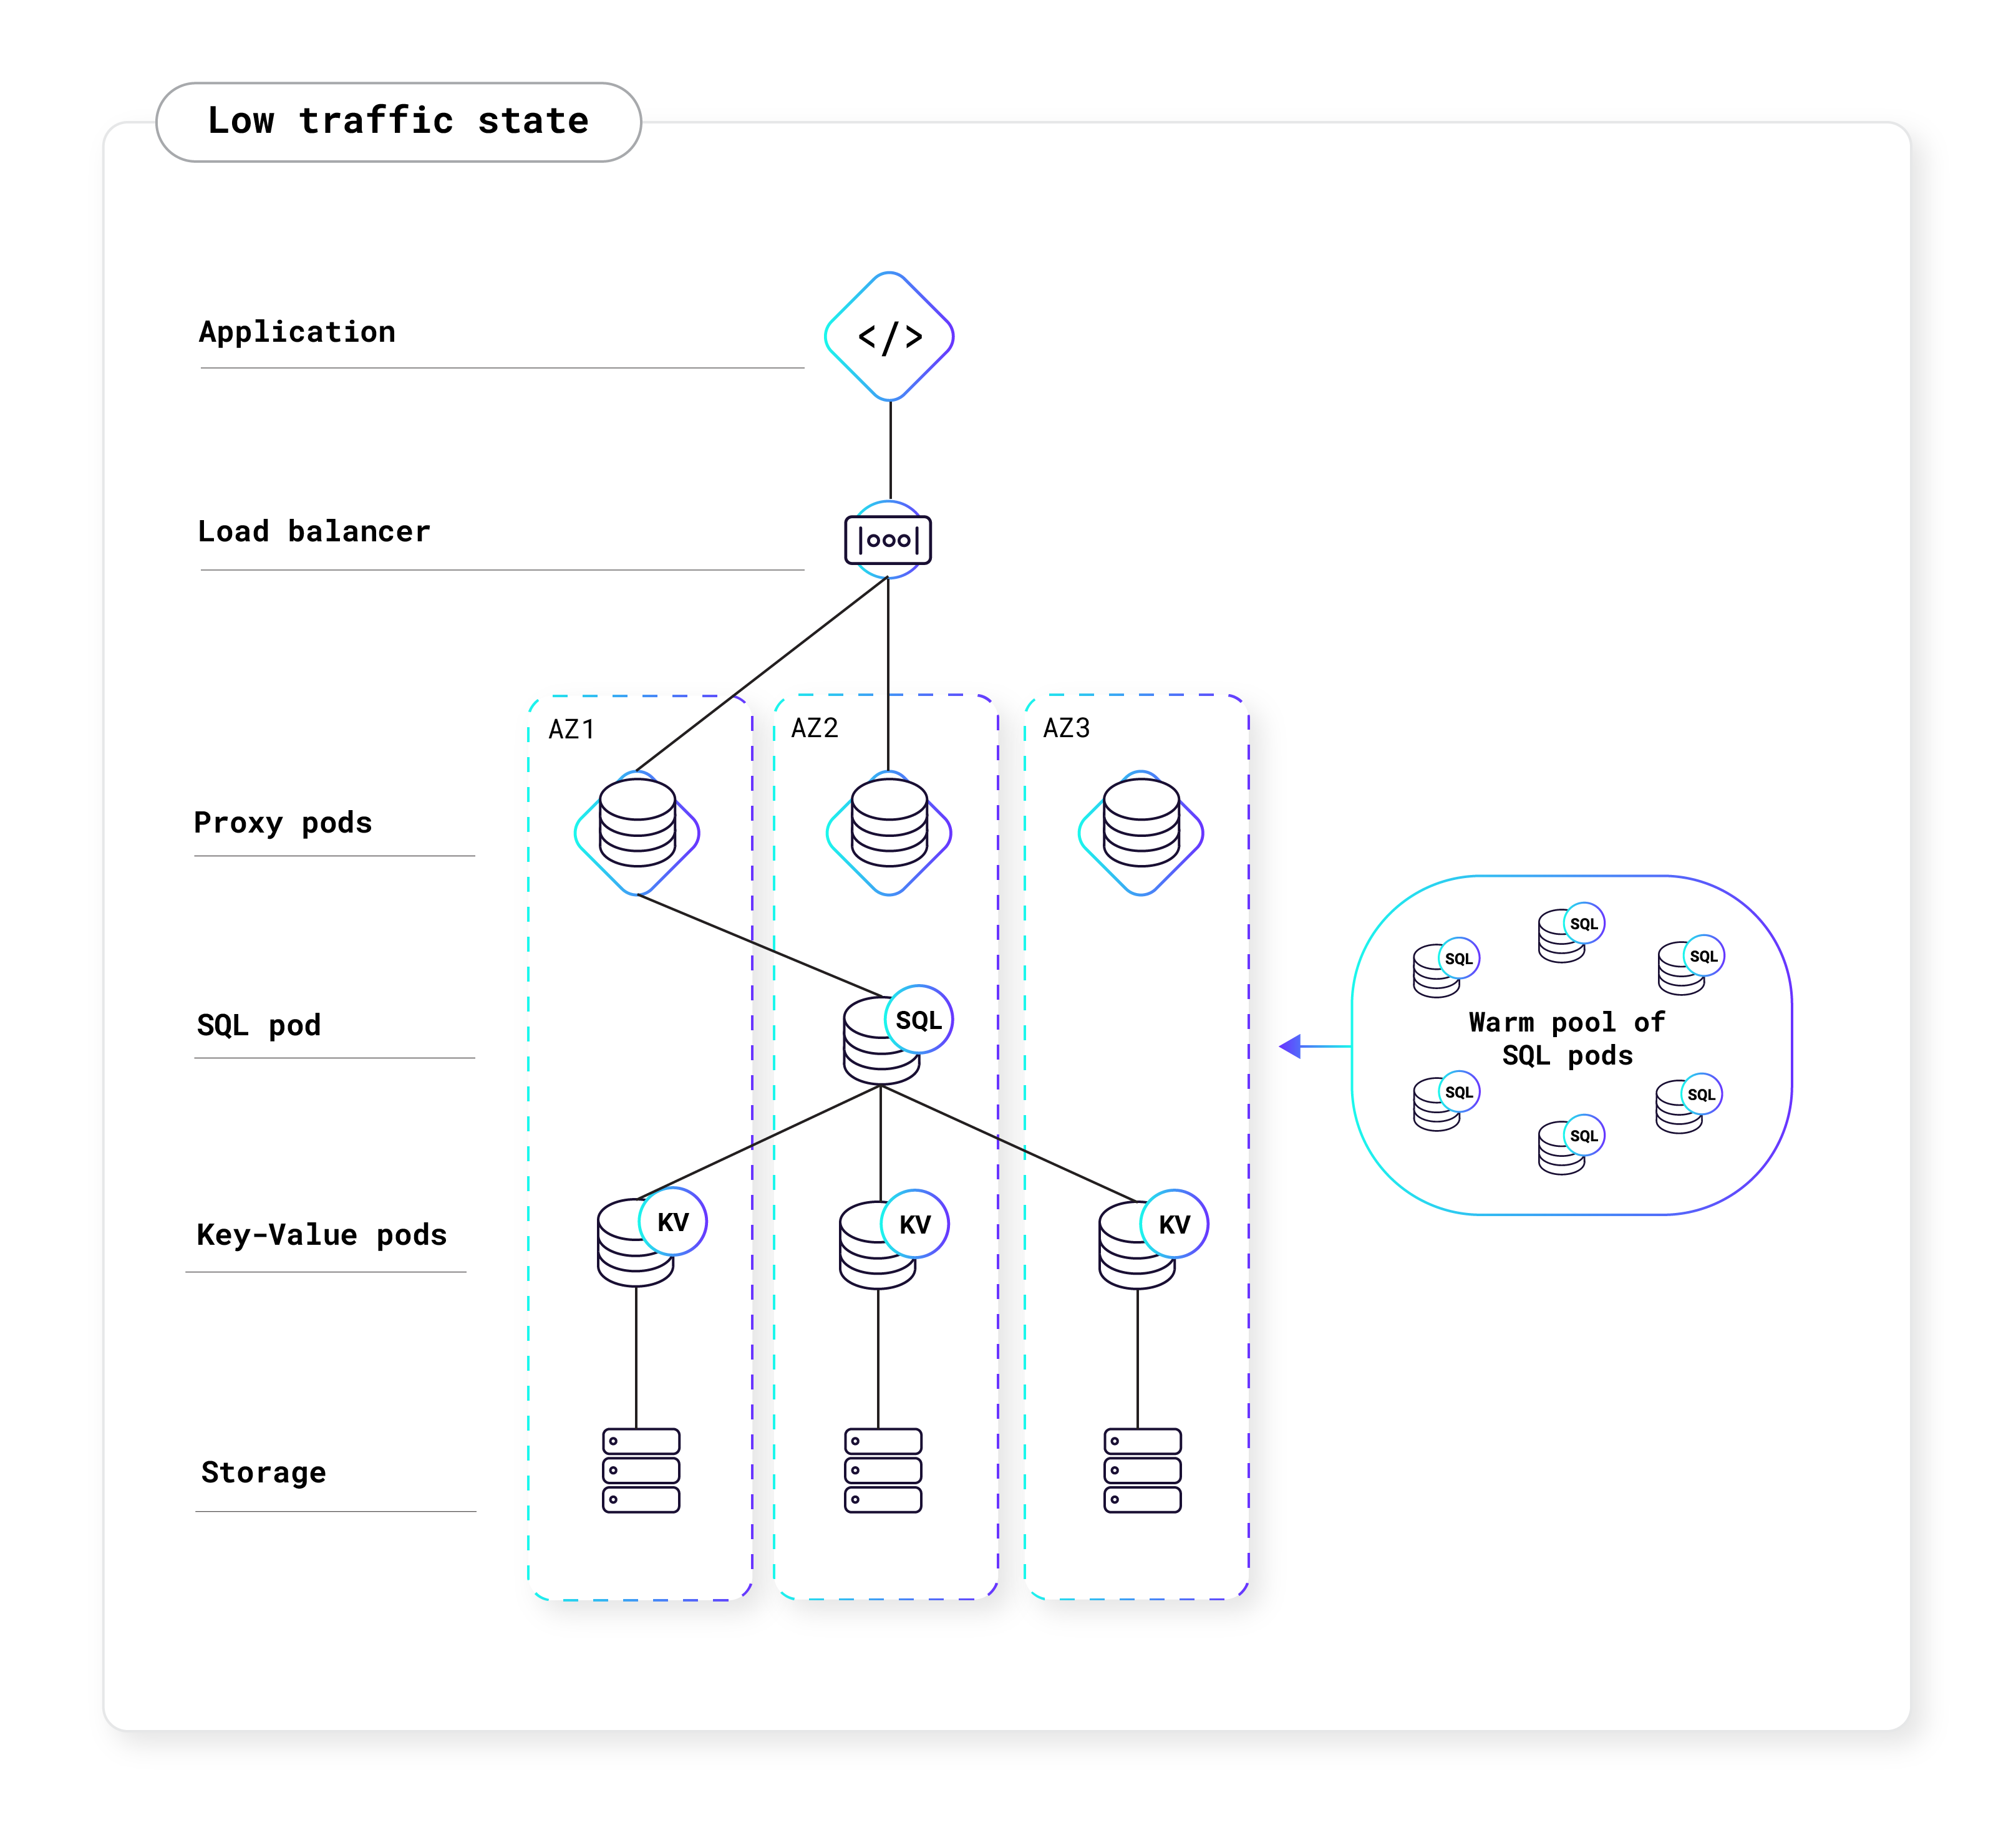 Low traffic state
Application
</>
Load balancer
AZ1
AZ2
AZ3
Proxy pods
SQL
SQL
SQL
Warm pool of
SQL pods
SQL
SQL
SQL
SQL pod
SQL
Key-Value pods
KV
KV
KV
Storage